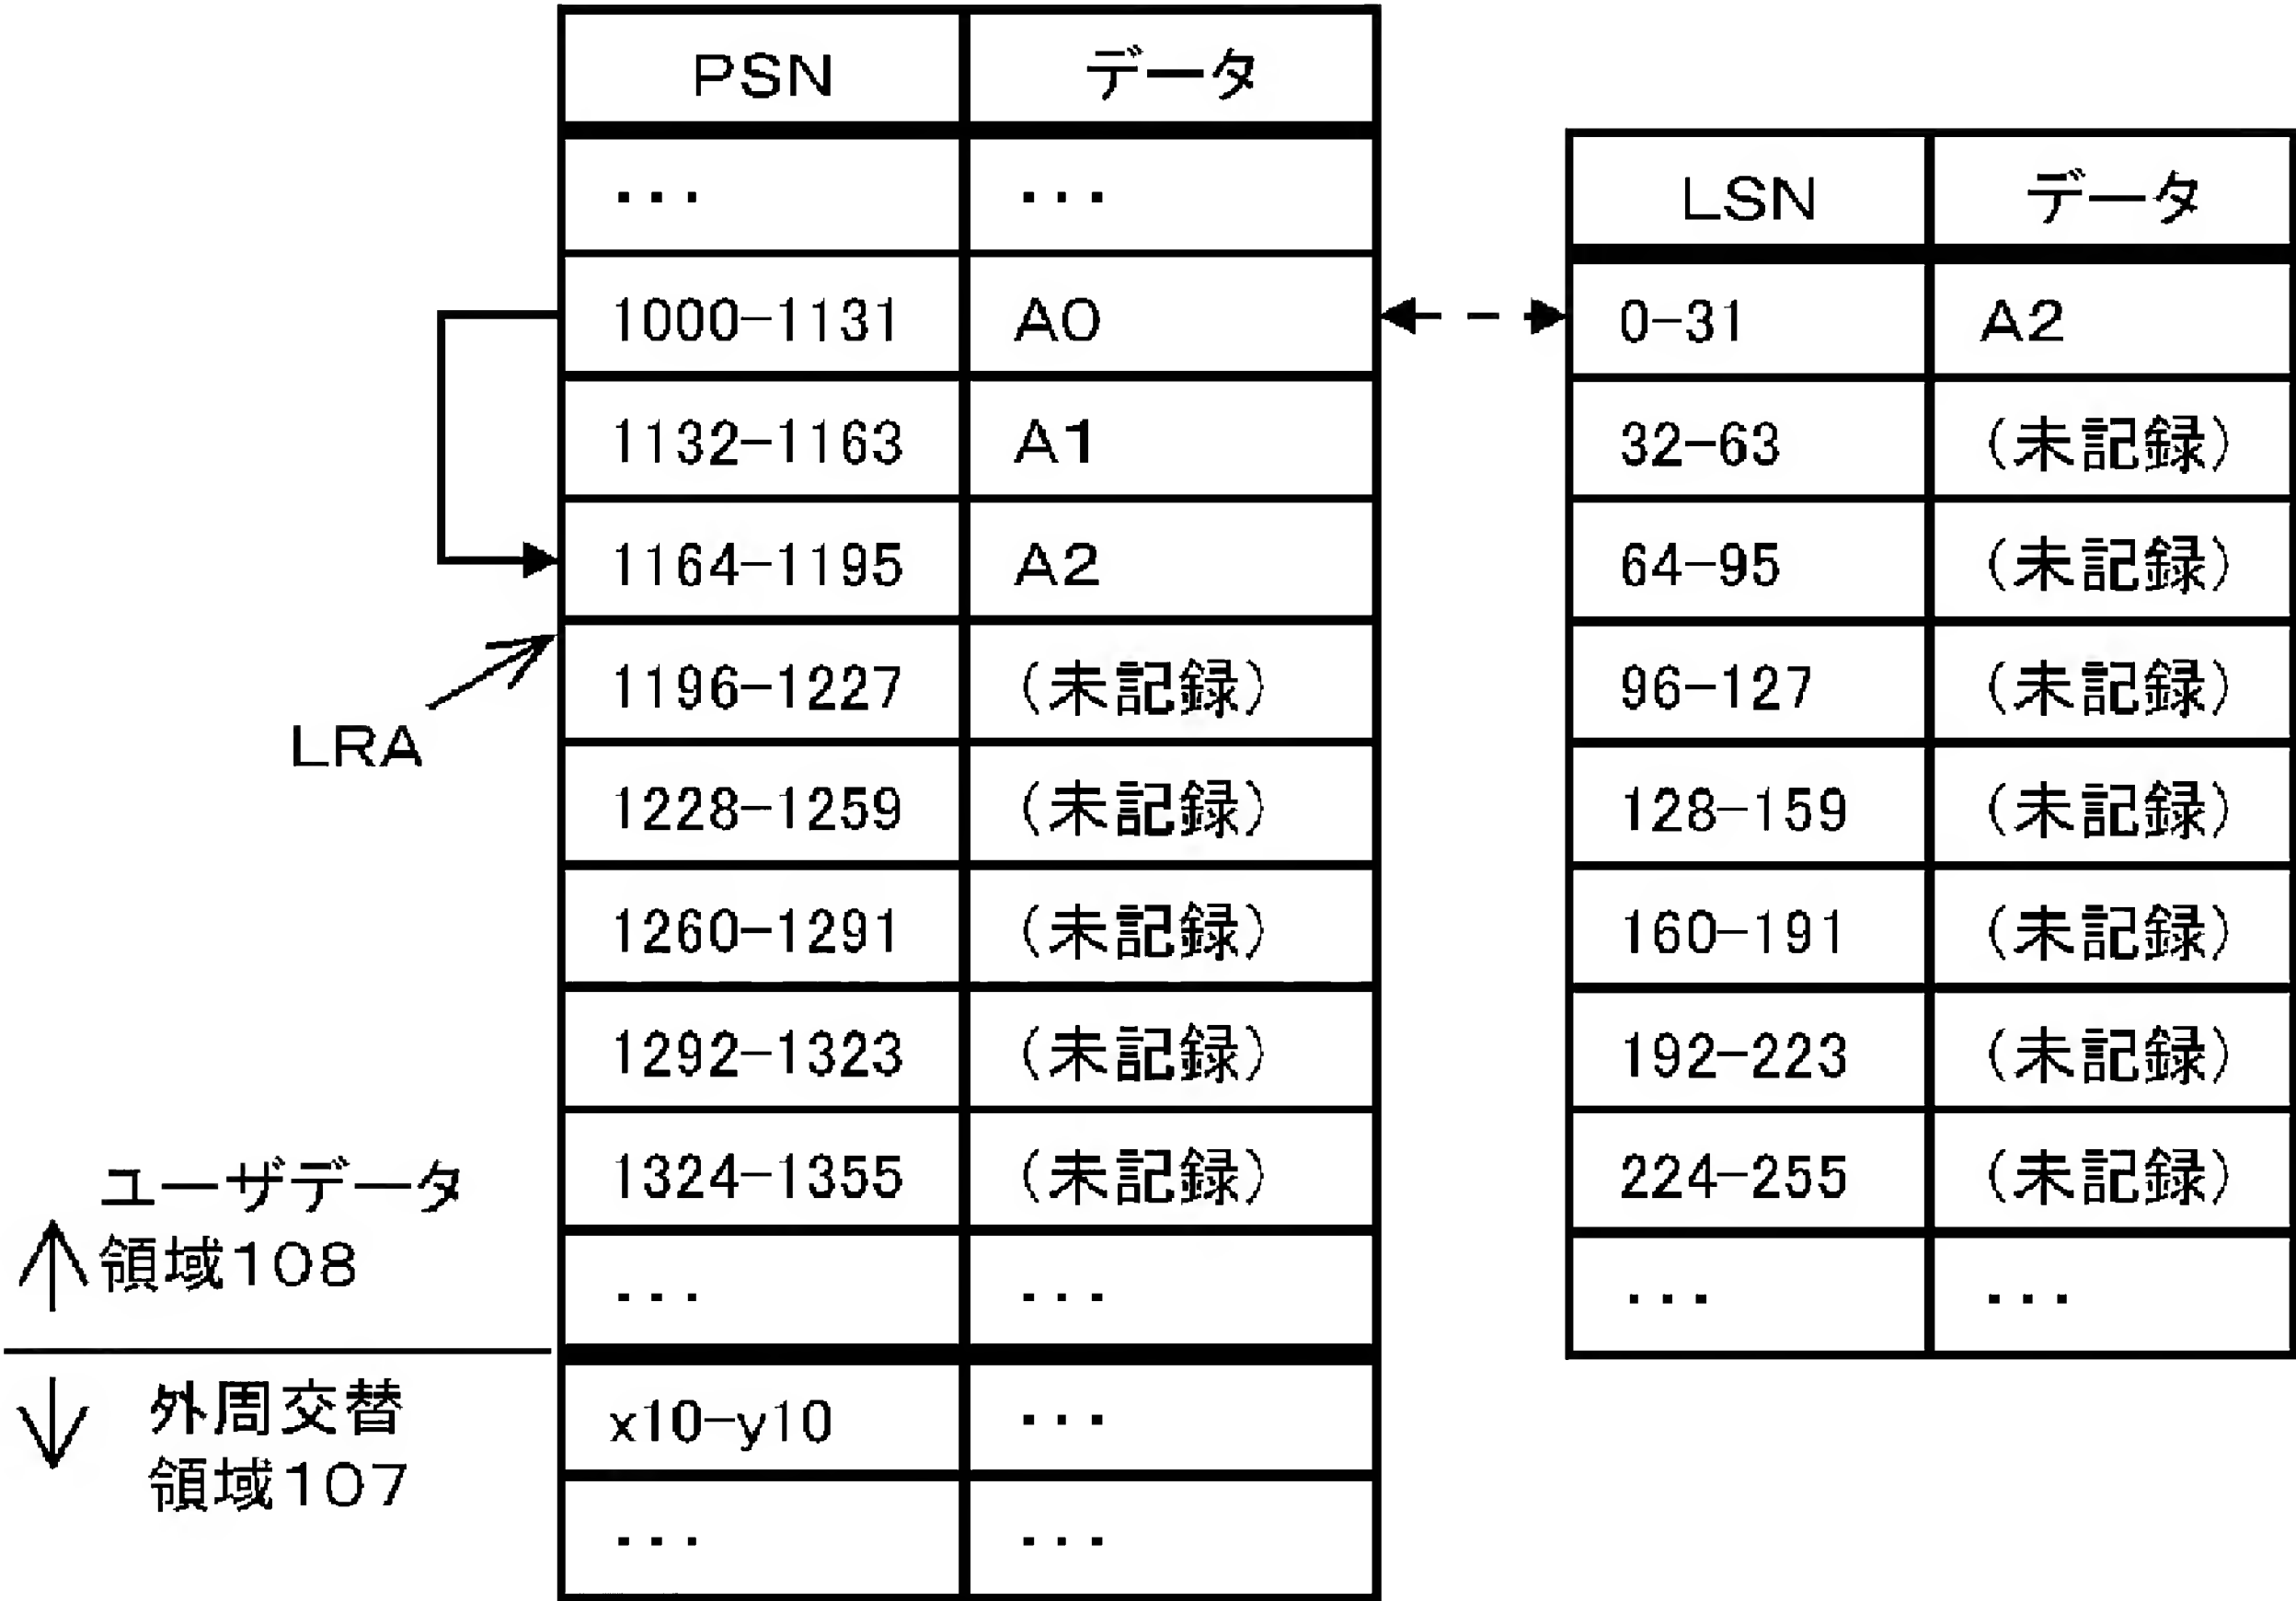 PSN データ
... ...
1000-1131 A0
1132-1163 A1
1164-1195 A2
1196-1227 (未記録)
1228-1259 (未記録)
1260-1291 (未記録)
1292-1323 (未記録)
1324-1355 (未記録)
... ...
x10-y10 ...
... ...
LSN データ
0-31 A2
32-63 (未記録)
64-95 (未記録)
96-127 (未記録)
128-159 (未記録)
160-191 (未記録)
192-223 (未記録)
224-255 (未記録)
... ...
LRA
ユーザデータ
領域108
外周交替
領域107